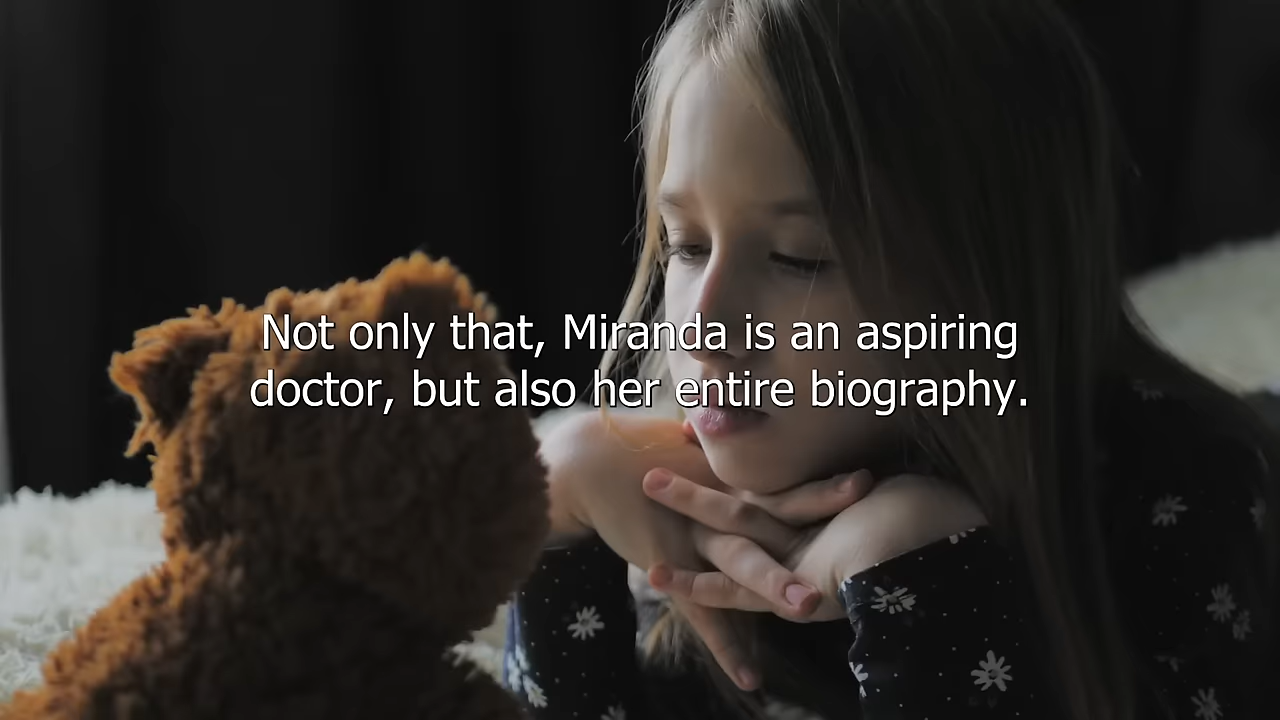 Not only that, Miranda is an aspiring
doctor, but also her entire biography.